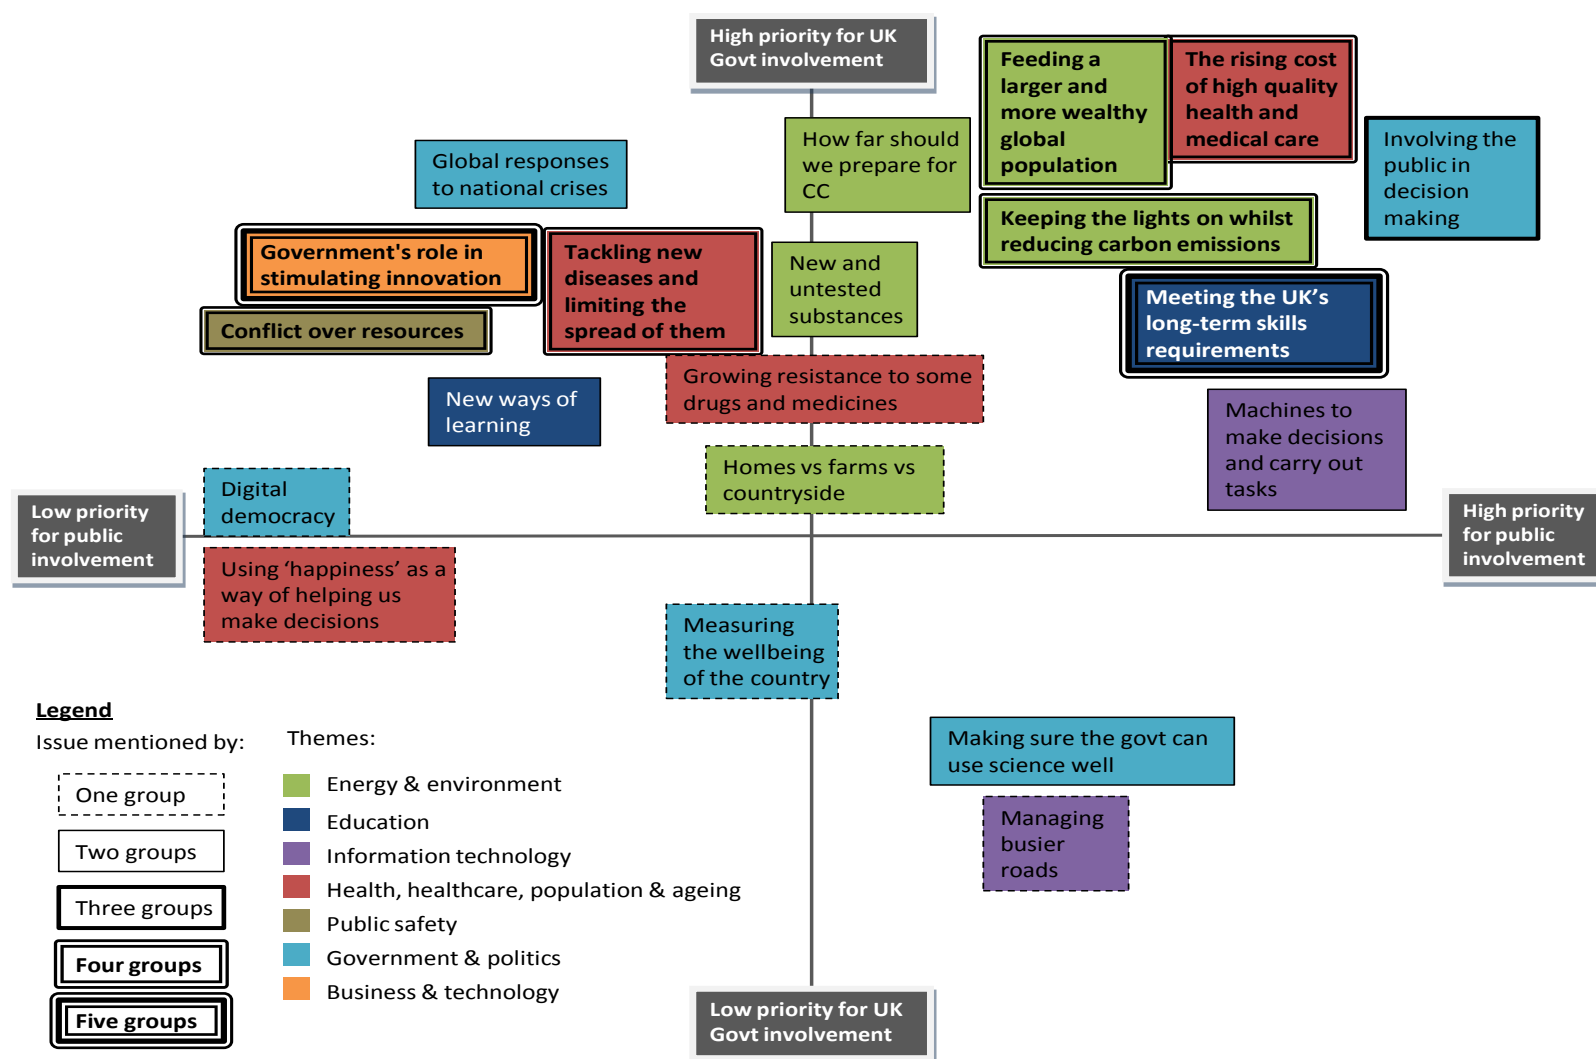 High priority for UK
Govt involvement
Feeding a
larger and
more wealthy
global
population
The rising cost
of high quality
health and
medical care
How far should
we prepare for
CC
Involving the
public in
decision
making
Global responses
to national crises
Keeping the lights on whilst
reducing carbon emissions
Government's role in
stimulating innovation
Tackling new
diseases and
limiting the
spread of them
New and
untested
substances
Meeting the UK’s
long-term skills
requirements
Conflict over resources
Growing resistance to some
drugs and medicines
New ways of
learning
Machines to
make decisions
and carry out
tasks
Homes vs farms vs
countryside
Digital
democracy
Low priority
for public
involvement
High priority
for public
involvement
Using ‘happiness’ as a
way of helping us
make decisions
Measuring
the wellbeing
of the country
Making sure the govt can
use science well
Managing
busier
roads
Legend
Issue mentioned by:
One group
Two groups
Three groups
Four groups
Five groups
Themes:
Energy & environment
Education
Information technology
Health, healthcare, population & ageing
Public safety
Government & politics
Business & technology
Low priority for UK
Govt involvement